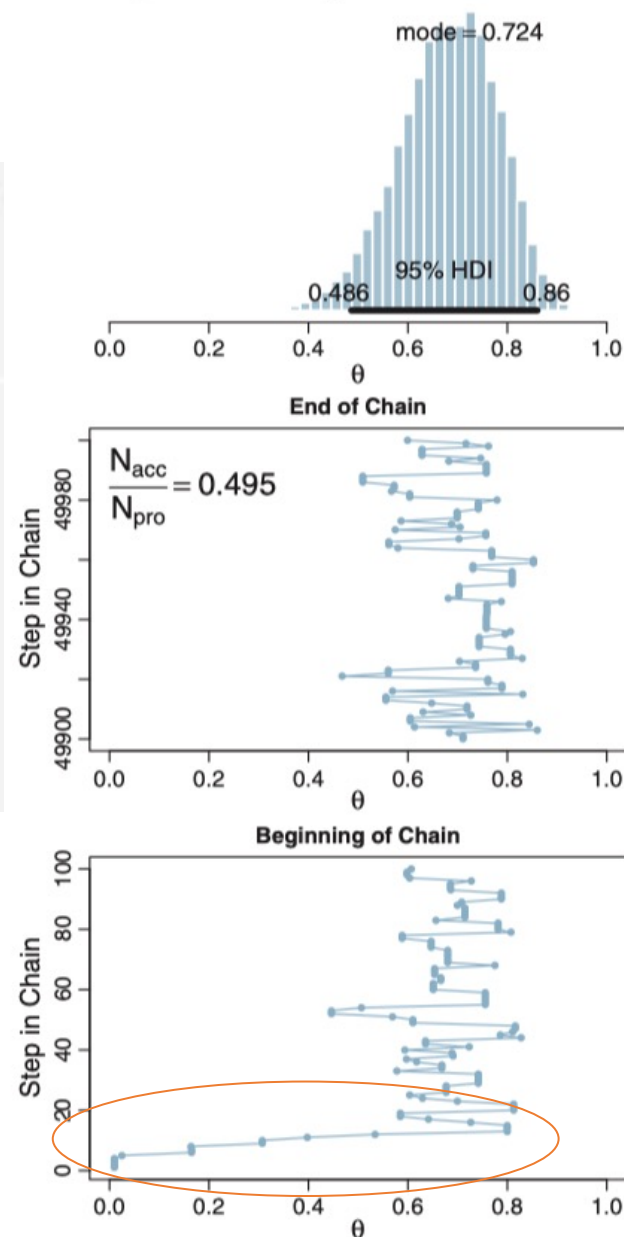 mode = 0.724
95% HDI
0.486 0.86
0.0 0.2 0.4 0.6 0.8 1.0
θ
End of Chain
N_acc
N_pro
= 0.495
Step in Chain
49900 49940 49980
0.0 0.2 0.4 0.6 0.8 1.0
θ
Beginning of Chain
Step in Chain
0 20 40 60 80 100
0.0 0.2 0.4 0.6 0.8 1.0
θ